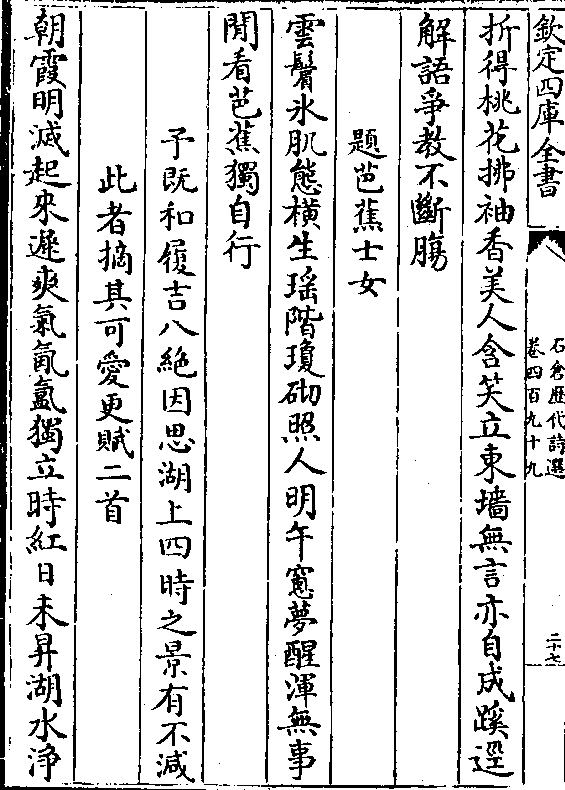 欽定四庫全書
石倉歷代詩選
卷四百九十九
二十七
折得桃花拂袖香美人含笑立東墻無言亦自成蹊逕
解語爭教不斷膓
題芭蕉士女
雲鬟氷肌態横生瑶階瓊砌照人明午窻夢醒渾無事
閒看芭蕉獨自行
予既和履吉八絶因思湖上四時之景有不減
此者摘其可愛更賦二首
朝霞明滅起來遲爽氣氤氲獨立時紅日未昇湖水浄